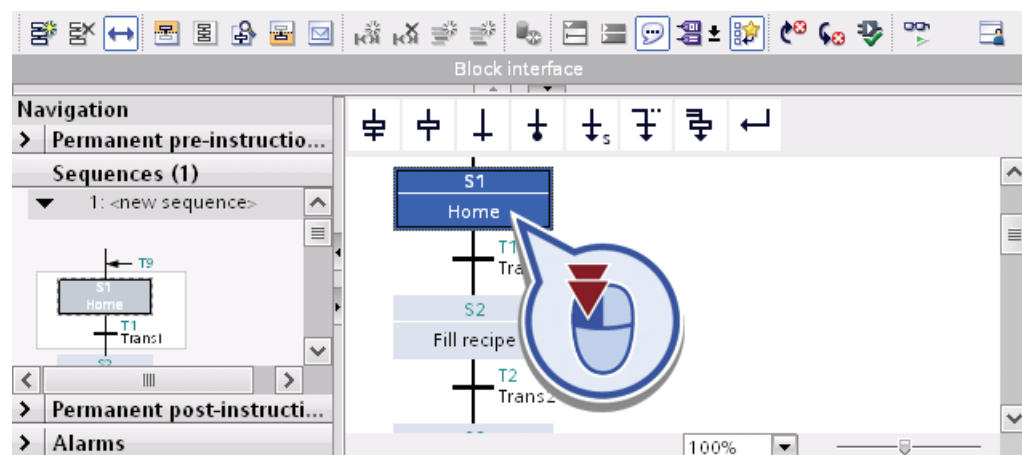 Block interface
Navigation
Permanent pre-instructio...
Sequences (1)
1: <new sequence>
T9
S1
Home
T1
Trans1
S1
Home
T1
S2
Fill recipe
T2
Trans2
Permanent post-instructi...
Alarms
100%